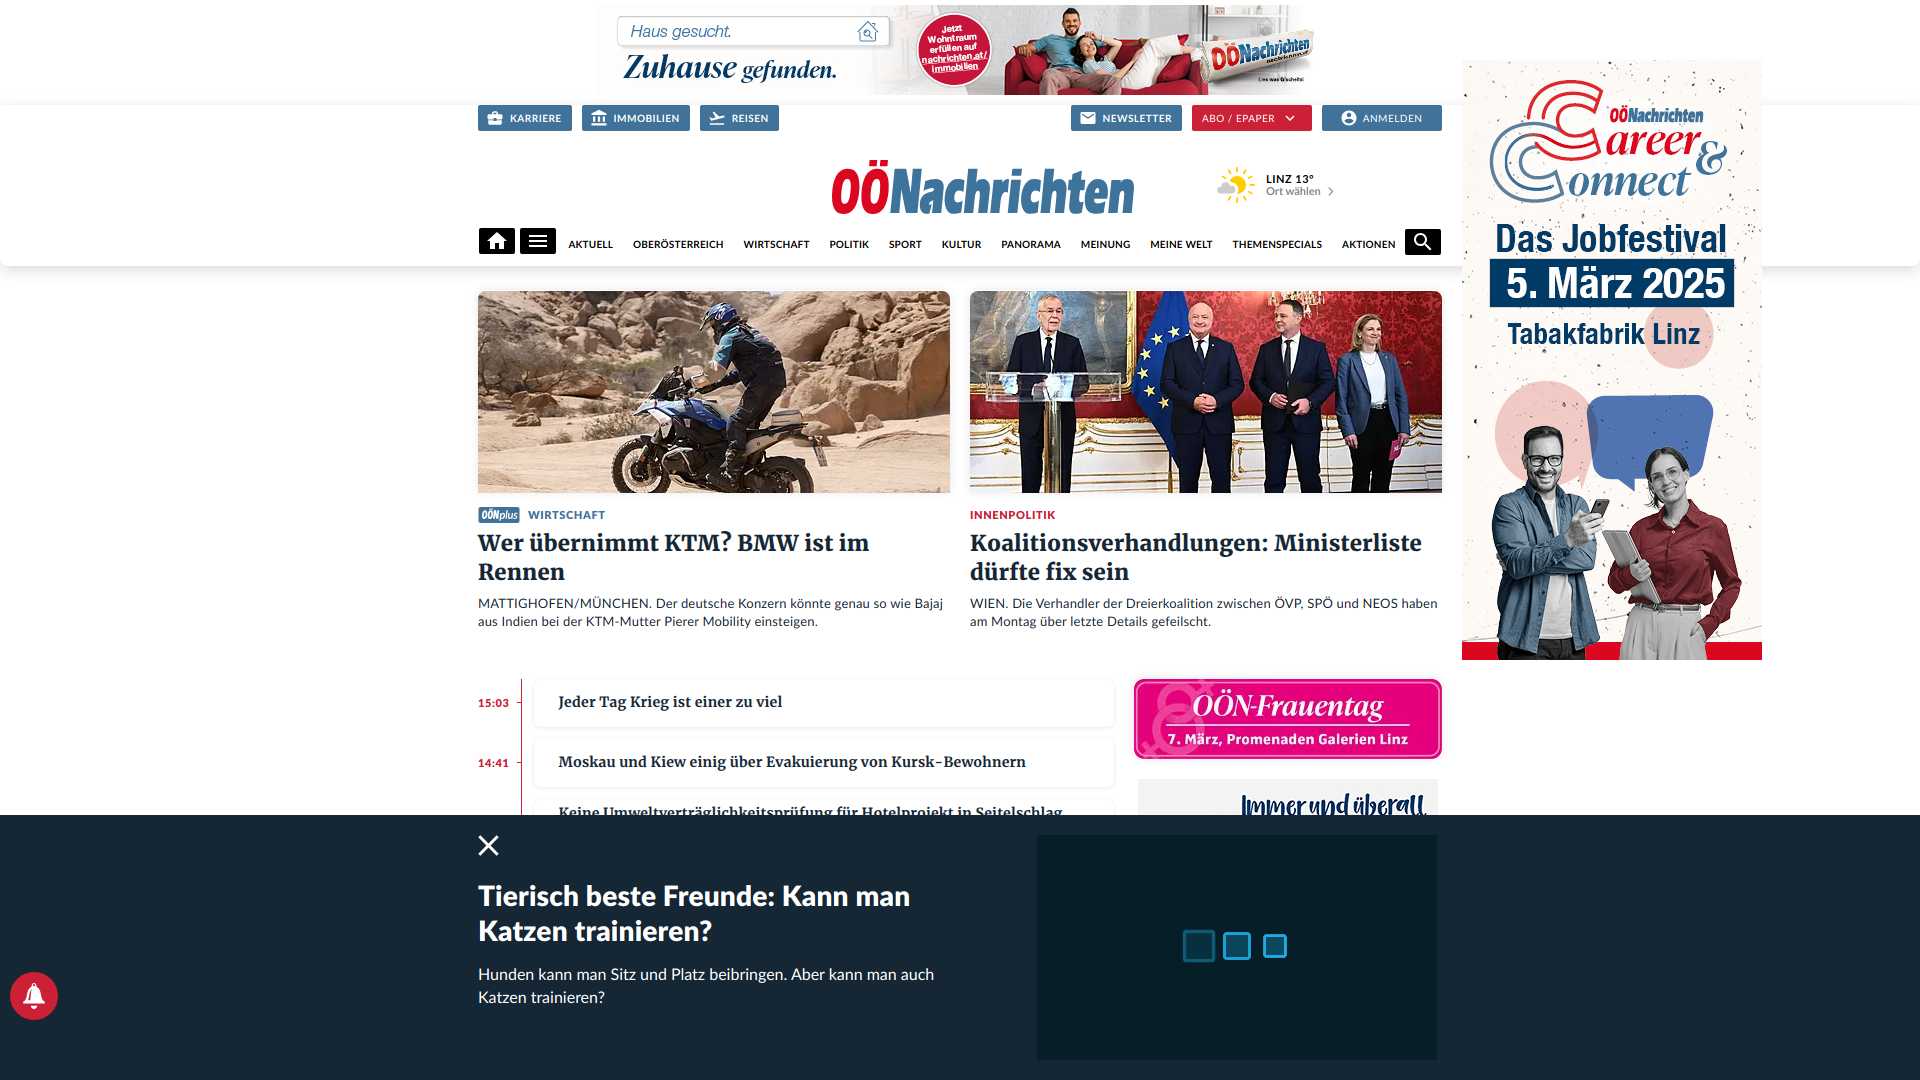 Haus gesucht.
Zuhause gefunden.
Jetzt
Wohntraum
erfüllen auf
nachrichten.at/
immobilien
OÖNachrichten
Lies was G'scheits!
KARRIERE
IMMOBILIEN
REISEN
NEWSLETTER
ABO / EPAPER
ANMELDEN
OÖNachrichten
LINZ 13°
Ort wählen
AKTUELL
OBERÖSTERREICH
WIRTSCHAFT
POLITIK
SPORT
KULTUR
PANORAMA
MEINUNG
MEINE WELT
THEMENSPECIALS
AKTIONEN
OÖNachrichten
Career &
Connect
Das Jobfestival
5. März 2025
Tabakfabrik Linz
OÖNplus WIRTSCHAFT
Wer übernimmt KTM? BMW ist im
Rennen
MATTIGHOFEN/MÜNCHEN. Der deutsche Konzern könnte genau so wie Bajaj
aus Indien bei der KTM-Mutter Pierer Mobility einsteigen.
INNENPOLITIK
Koalitionsverhandlungen: Ministerliste
dürfte fix sein
WIEN. Die Verhandler der Dreierkoalition zwischen ÖVP, SPÖ und NEOS haben
am Montag über letzte Details gefeilscht.
15:03
Jeder Tag Krieg ist einer zu viel
14:41
Moskau und Kiew einig über Evakuierung von Kursk-Bewohnern
Keine Umweltverträglichkeitsprüfung für Hotelprojekt in Seitelschlag
OÖN-Frauentag
7. März, Promenaden Galerien Linz
Immer und überall
Tierisch beste Freunde: Kann man
Katzen trainieren?
Hunden kann man Sitz und Platz beibringen. Aber kann man auch
Katzen trainieren?